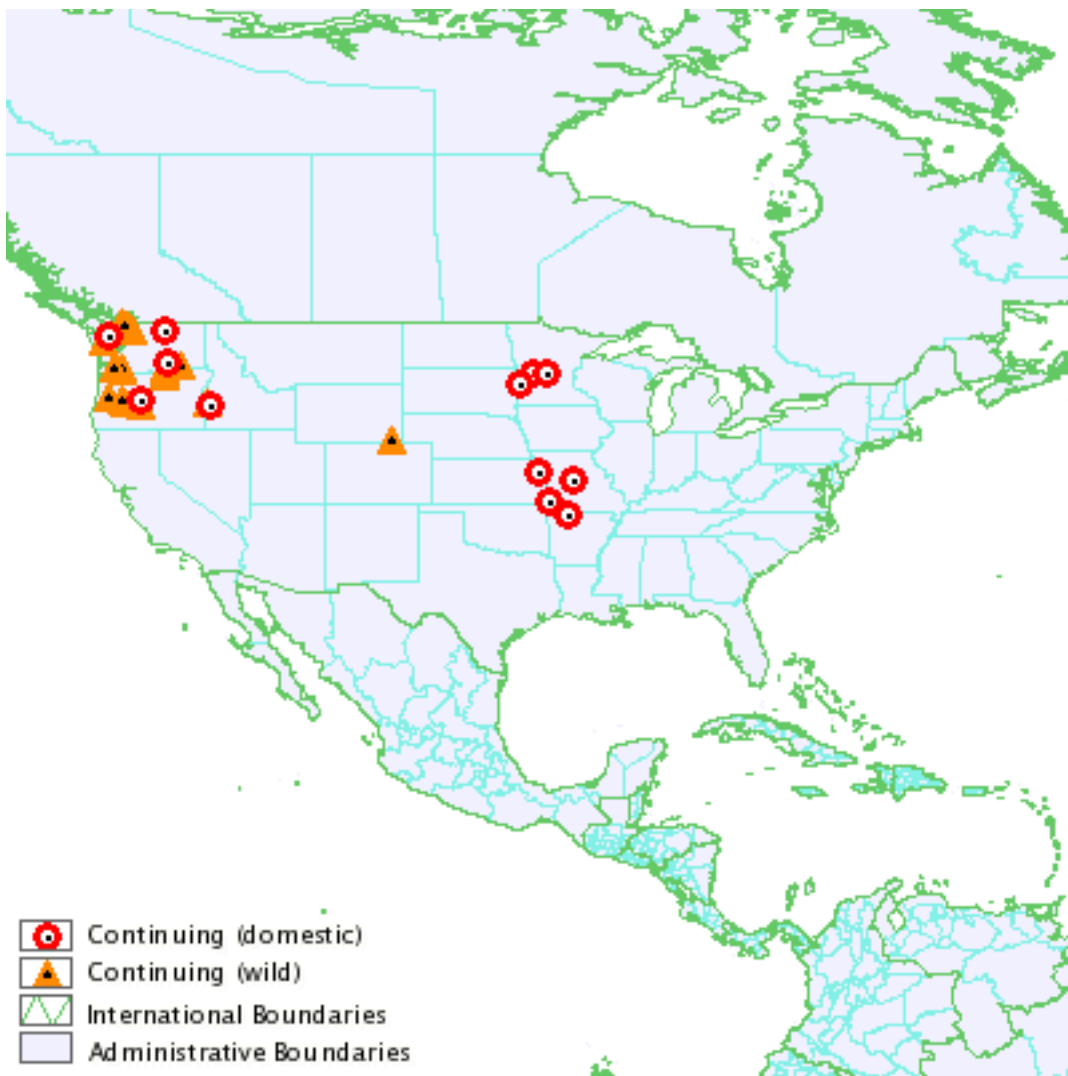 Continuing (domestic)
Continuing (wild)
International Boundaries
Administrative Boundaries